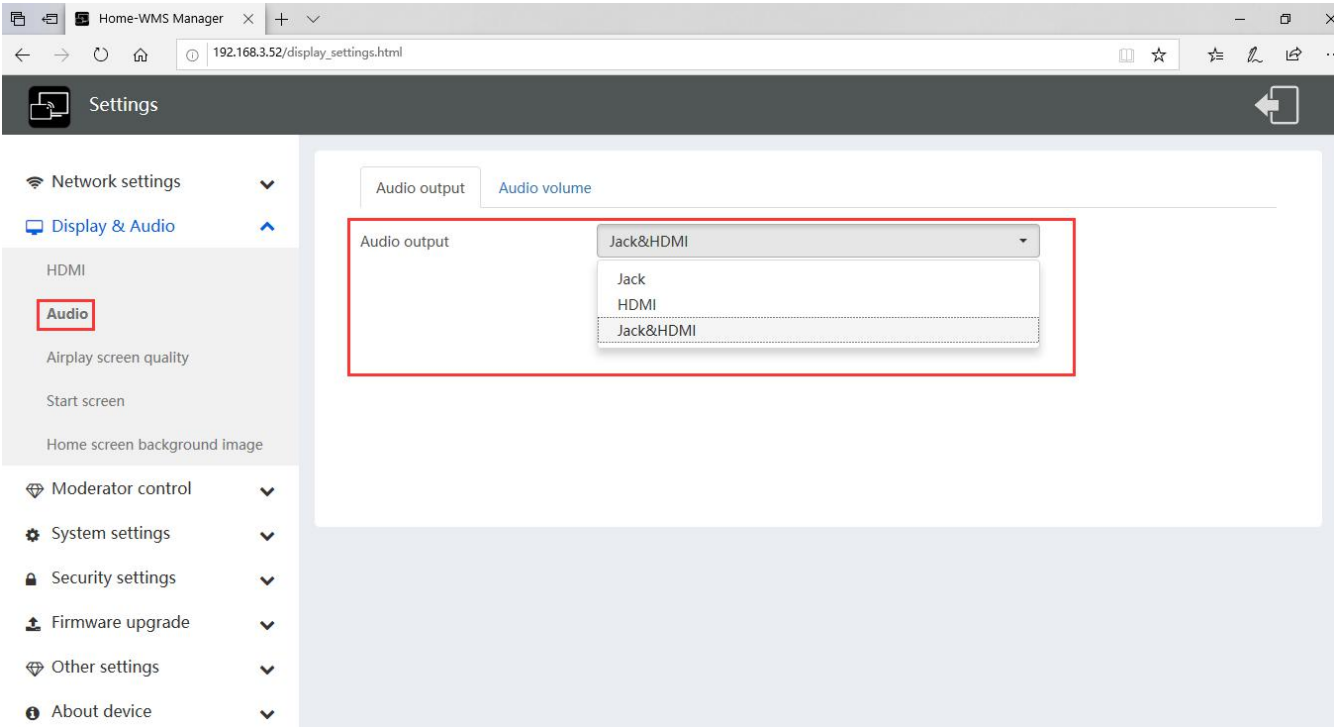 Home-WMS Manager
192.168.3.52/display_settings.html
Settings
Network settings
Display & Audio
HDMI
Audio
Airplay screen quality
Start screen
Home screen background image
Moderator control
System settings
Security settings
Firmware upgrade
Other settings
About device
Audio output
Audio volume
Audio output
Jack&HDMI
Jack
HDMI
Jack&HDMI